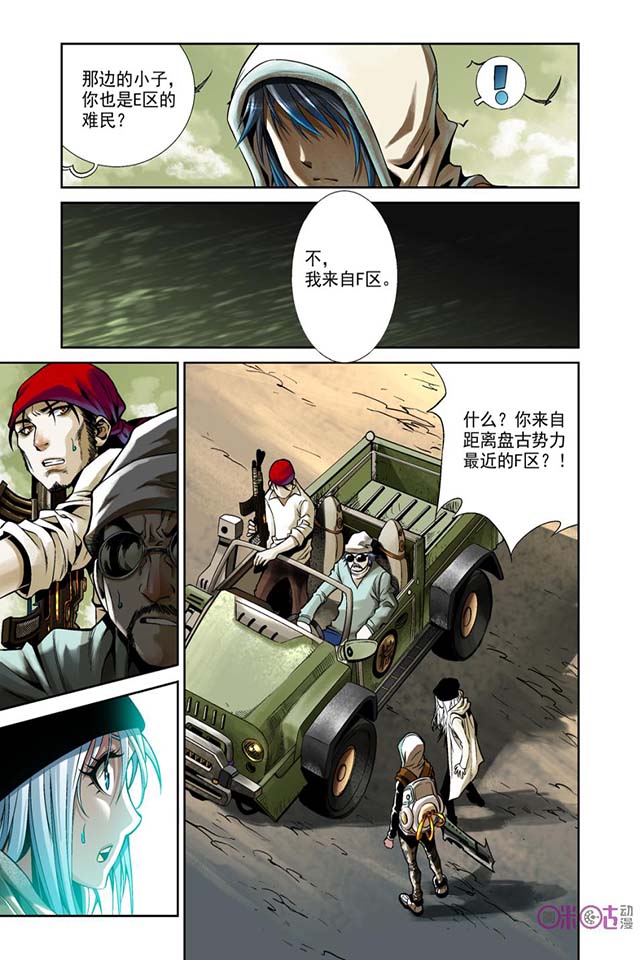 那边的小子，
你也是E区的
难民？
！
不，
我来自F区。
什么？你来自
距离盘古势力
最近的F区？！
咪咕动漫